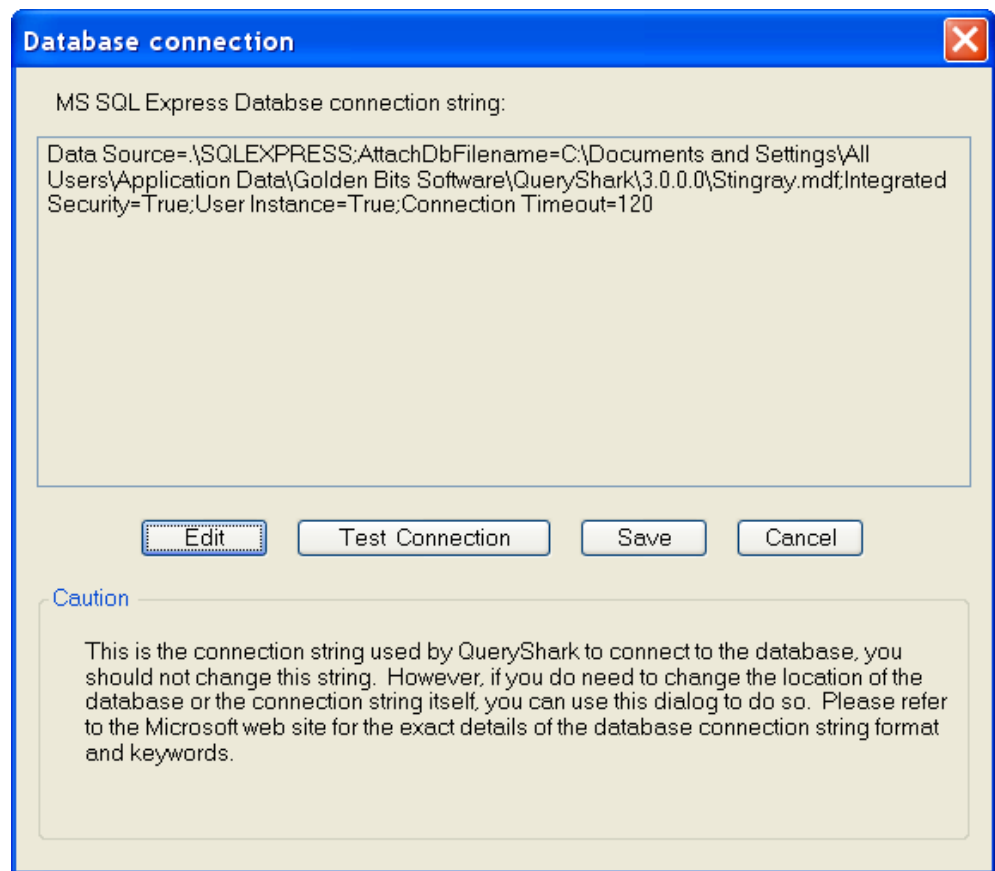 Database connection
MS SQL Express Databse connection string:
Data Source=.\SQLEXPRESS;AttachDbFilename=C:\Documents and Settings\All
Users\Application Data\Golden Bits Software\QueryShark\3.0.0.0\Stingray.mdf;Integrated
Security=True;User Instance=True;Connection Timeout=120
Edit
Test Connection
Save
Cancel
Caution
This is the connection string used by QueryShark to connect to the database, you
should not change this string. However, if you do need to change the location of the
database or the connection string itself, you can use this dialog to do so. Please refer
to the Microsoft web site for the exact details of the database connection string format
and keywords.